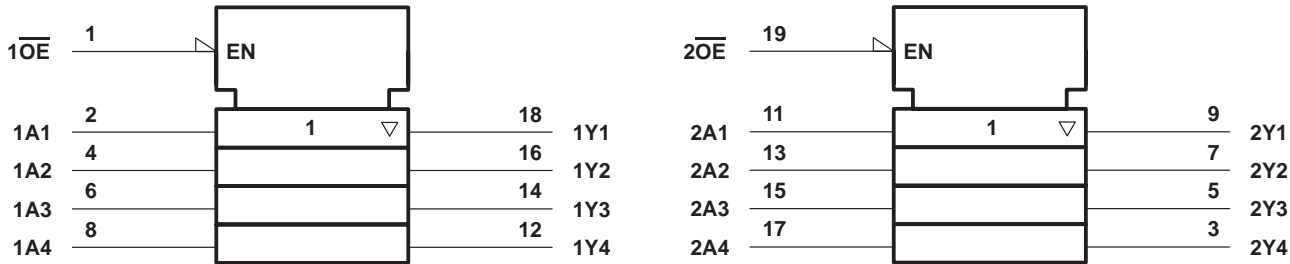 1O̅E̅ 1 EN
1A1 2 1 ▽ 18 1Y1
1A2 4 16 1Y2
1A3 6 14 1Y3
1A4 8 12 1Y4
2O̅E̅ 19 EN
2A1 11 1 ▽ 9 2Y1
2A2 13 7 2Y2
2A3 15 5 2Y3
2A4 17 3 2Y4